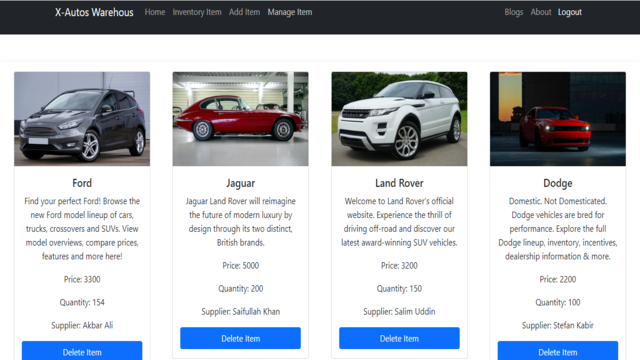 X-Autos Warehous Home Inventory Item Add Item Manage Item Blogs About Logout
Ford
Find your perfect Ford! Browse the
new Ford model lineup of cars,
trucks, crossovers and SUVs. View
model overviews, compare prices,
features and more here!
Price: 3300
Quantity: 154
Supplier: Akbar Ali
Delete Item
Jaguar
Jaguar Land Rover will reimagine
the future of modern luxury by
design through its two distinct,
British brands.
Price: 5000
Quantity: 200
Supplier: Saifullah Khan
Delete Item
Land Rover
Welcome to Land Rover's official
website. Experience the thrill of
driving off-road and discover our
latest award-winning SUV vehicles.
Price: 3200
Quantity: 150
Supplier: Salim Uddin
Delete Item
Dodge
Domestic. Not Domesticated.
Dodge vehicles are bred for
performance. Explore the full
Dodge lineup, inventory, incentives,
dealership information & more.
Price: 2200
Quantity: 100
Supplier: Stefan Kabir
Delete Item